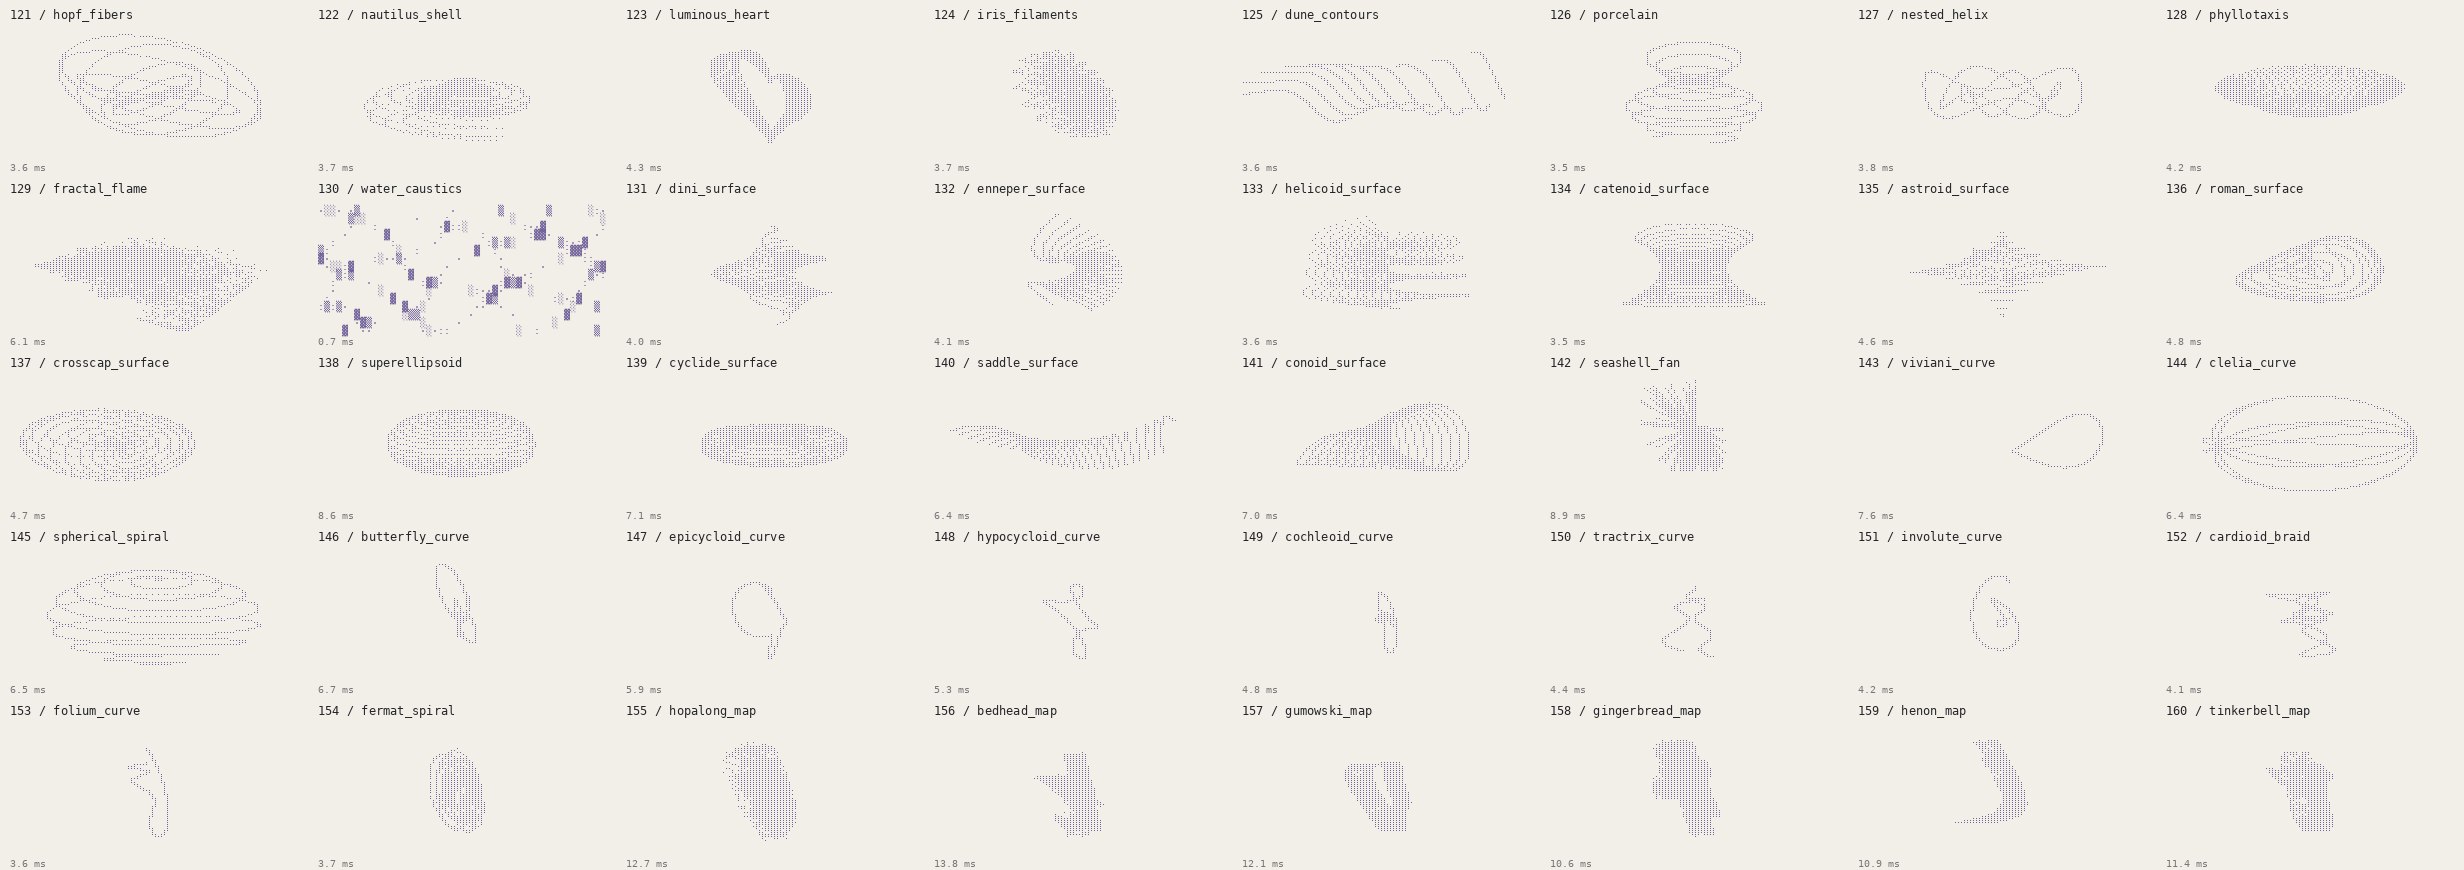 121 / hopf_fibers
122 / nautilus_shell
123 / luminous_heart
124 / iris_filaments
125 / dune_contours
126 / porcelain
127 / nested_helix
128 / phyllotaxis
3.6 ms
3.7 ms
4.3 ms
3.7 ms
3.6 ms
3.5 ms
3.8 ms
4.2 ms
129 / fractal_flame
130 / water_caustics
131 / dini_surface
132 / enneper_surface
133 / helicoid_surface
134 / catenoid_surface
135 / astroid_surface
136 / roman_surface
6.1 ms
0.7 ms
4.0 ms
4.1 ms
3.6 ms
3.5 ms
4.6 ms
4.8 ms
137 / crosscap_surface
138 / superellipsoid
139 / cyclide_surface
140 / saddle_surface
141 / conoid_surface
142 / seashell_fan
143 / viviani_curve
144 / clelia_curve
4.7 ms
8.6 ms
7.1 ms
6.4 ms
7.0 ms
8.9 ms
7.6 ms
6.4 ms
145 / spherical_spiral
146 / butterfly_curve
147 / epicycloid_curve
148 / hypocycloid_curve
149 / cochleoid_curve
150 / tractrix_curve
151 / involute_curve
152 / cardioid_braid
6.5 ms
6.7 ms
5.9 ms
5.3 ms
4.8 ms
4.4 ms
4.2 ms
4.1 ms
153 / folium_curve
154 / fermat_spiral
155 / hopalong_map
156 / bedhead_map
157 / gumowski_map
158 / gingerbread_map
159 / henon_map
160 / tinkerbell_map
3.6 ms
3.7 ms
12.7 ms
13.8 ms
12.1 ms
10.6 ms
10.9 ms
11.4 ms